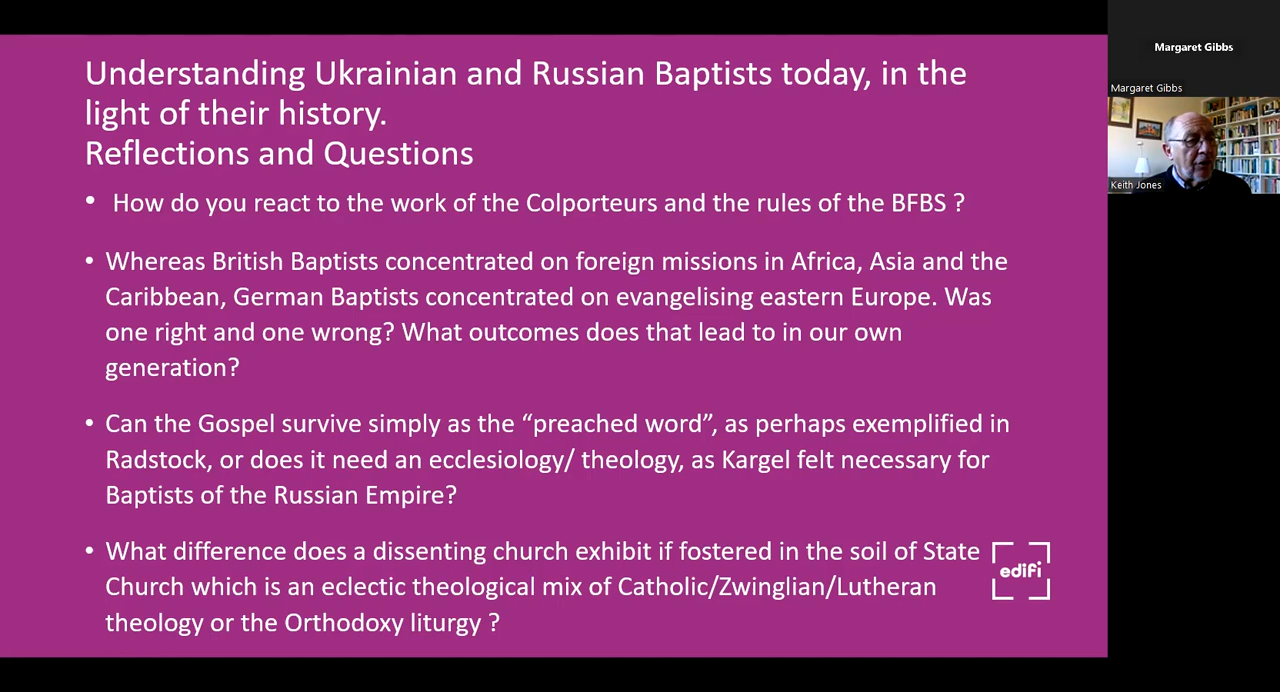 Understanding Ukrainian and Russian Baptists today, in the
light of their history.
Reflections and Questions
• How do you react to the work of the Colporteurs and the rules of the BFBS ?
• Whereas British Baptists concentrated on foreign missions in Africa, Asia and the
Caribbean, German Baptists concentrated on evangelising eastern Europe. Was
one right and one wrong? What outcomes does that lead to in our own
generation?
• Can the Gospel survive simply as the “preached word”, as perhaps exemplified in
Radstock, or does it need an ecclesiology/ theology, as Kargel felt necessary for
Baptists of the Russian Empire?
• What difference does a dissenting church exhibit if fostered in the soil of State
Church which is an eclectic theological mix of Catholic/Zwinglian/Lutheran
theology or the Orthodoxy liturgy ?
edifi
Margaret Gibbs
Margaret Gibbs
Keith Jones